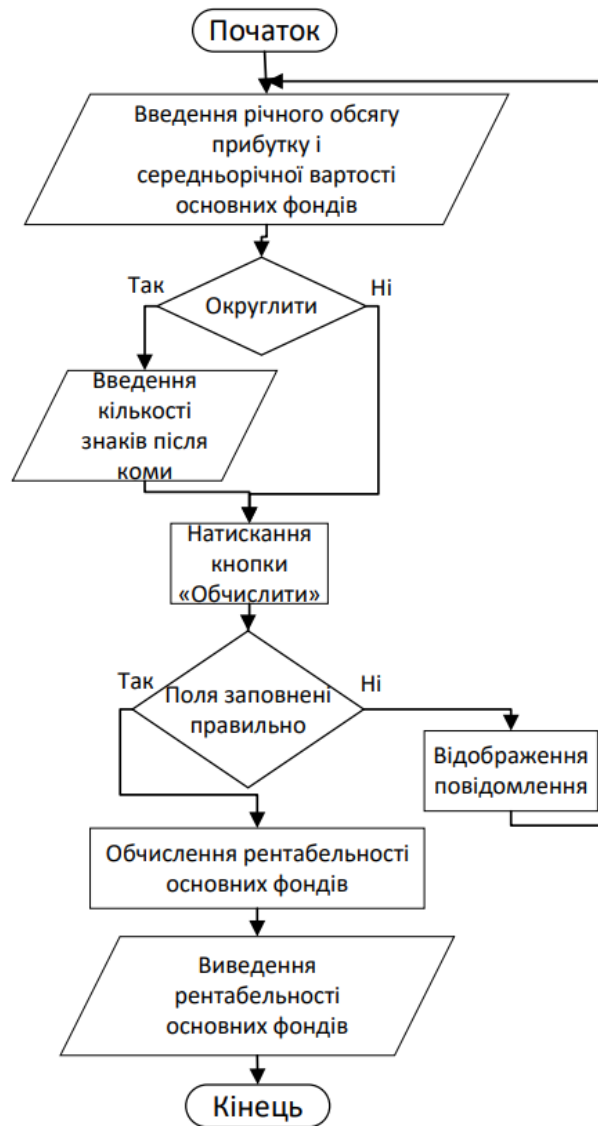 Початок
Введення річного обсягу
прибутку і
середньорічної вартості
основних фондів
Так
Ні
Округлити
Введення
кількості
знаків після
коми
Натискання
кнопки
«Обчислити»
Так
Ні
Поля заповнені
правильно
Відображення
повідомлення
Обчислення рентабельності
основних фондів
Виведення
рентабельності
основних фондів
Кінець